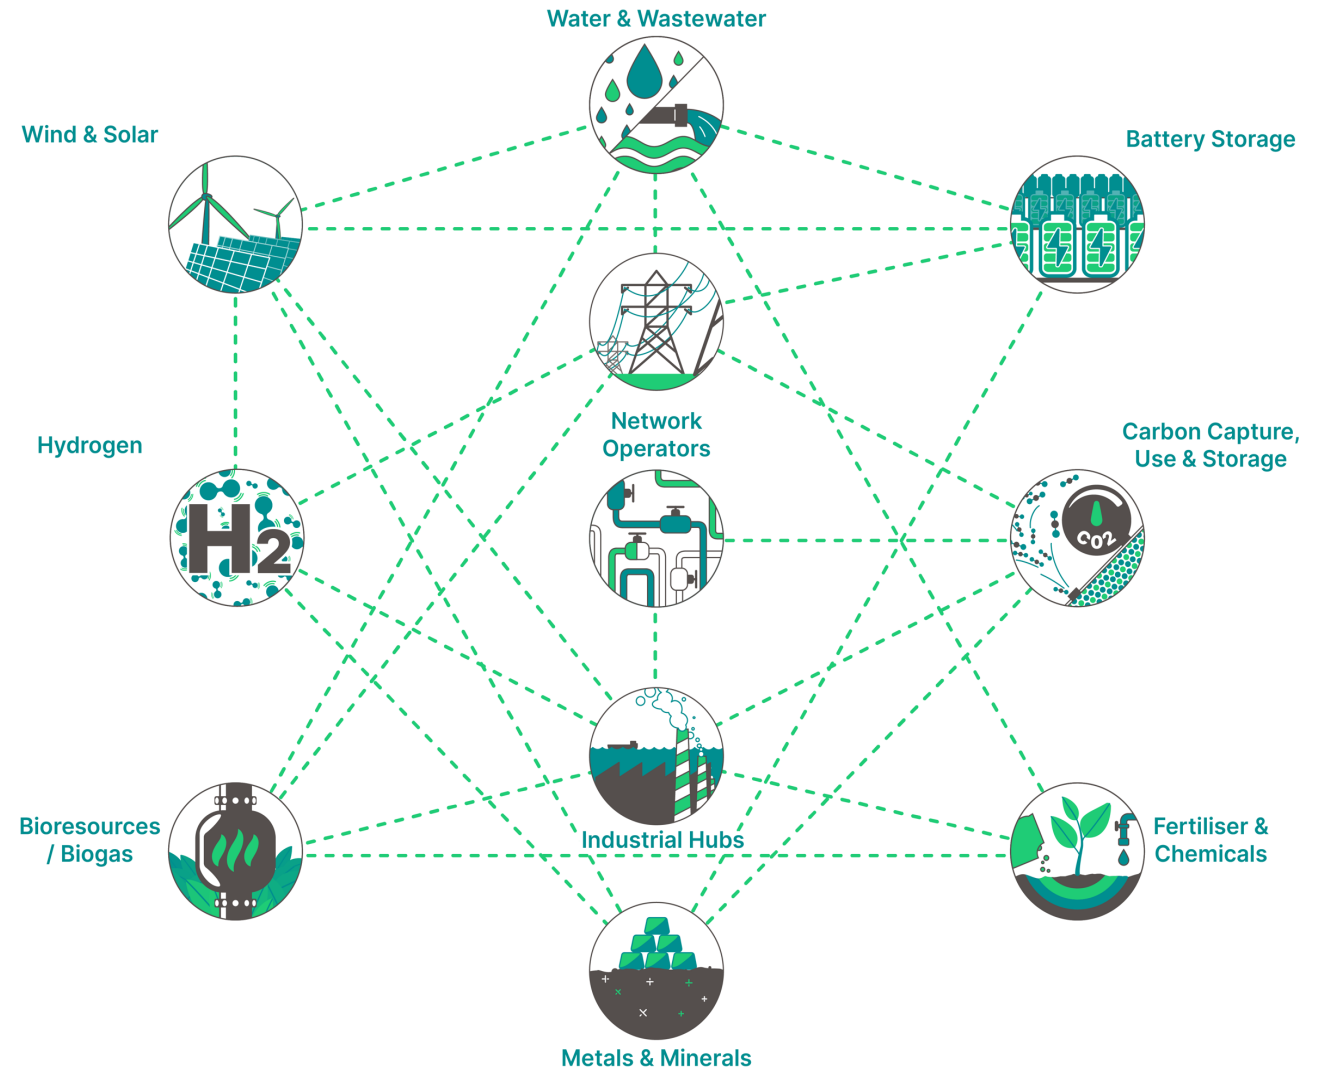 Water & Wastewater
Wind & Solar
Battery Storage
Network
Operators
Hydrogen
Carbon Capture,
Use & Storage
H2
CO2
Bioresources
/ Biogas
Industrial Hubs
Fertiliser &
Chemicals
Metals & Minerals